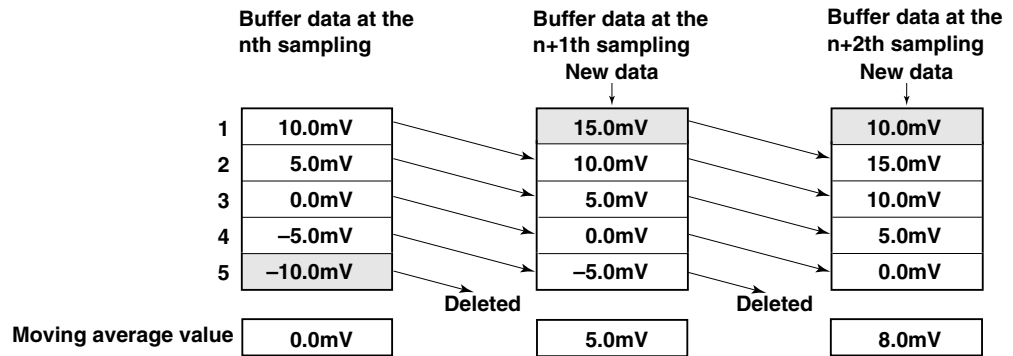 Buffer data at the
nth sampling
Buffer data at the
n+1th sampling
New data
Buffer data at the
n+2th sampling
New data
1 10.0mV 15.0mV 10.0mV
2 5.0mV 10.0mV 15.0mV
3 0.0mV 5.0mV 10.0mV
4 –5.0mV 0.0mV 5.0mV
5 –10.0mV –5.0mV 0.0mV
Deleted Deleted
Moving average value 0.0mV 5.0mV 8.0mV